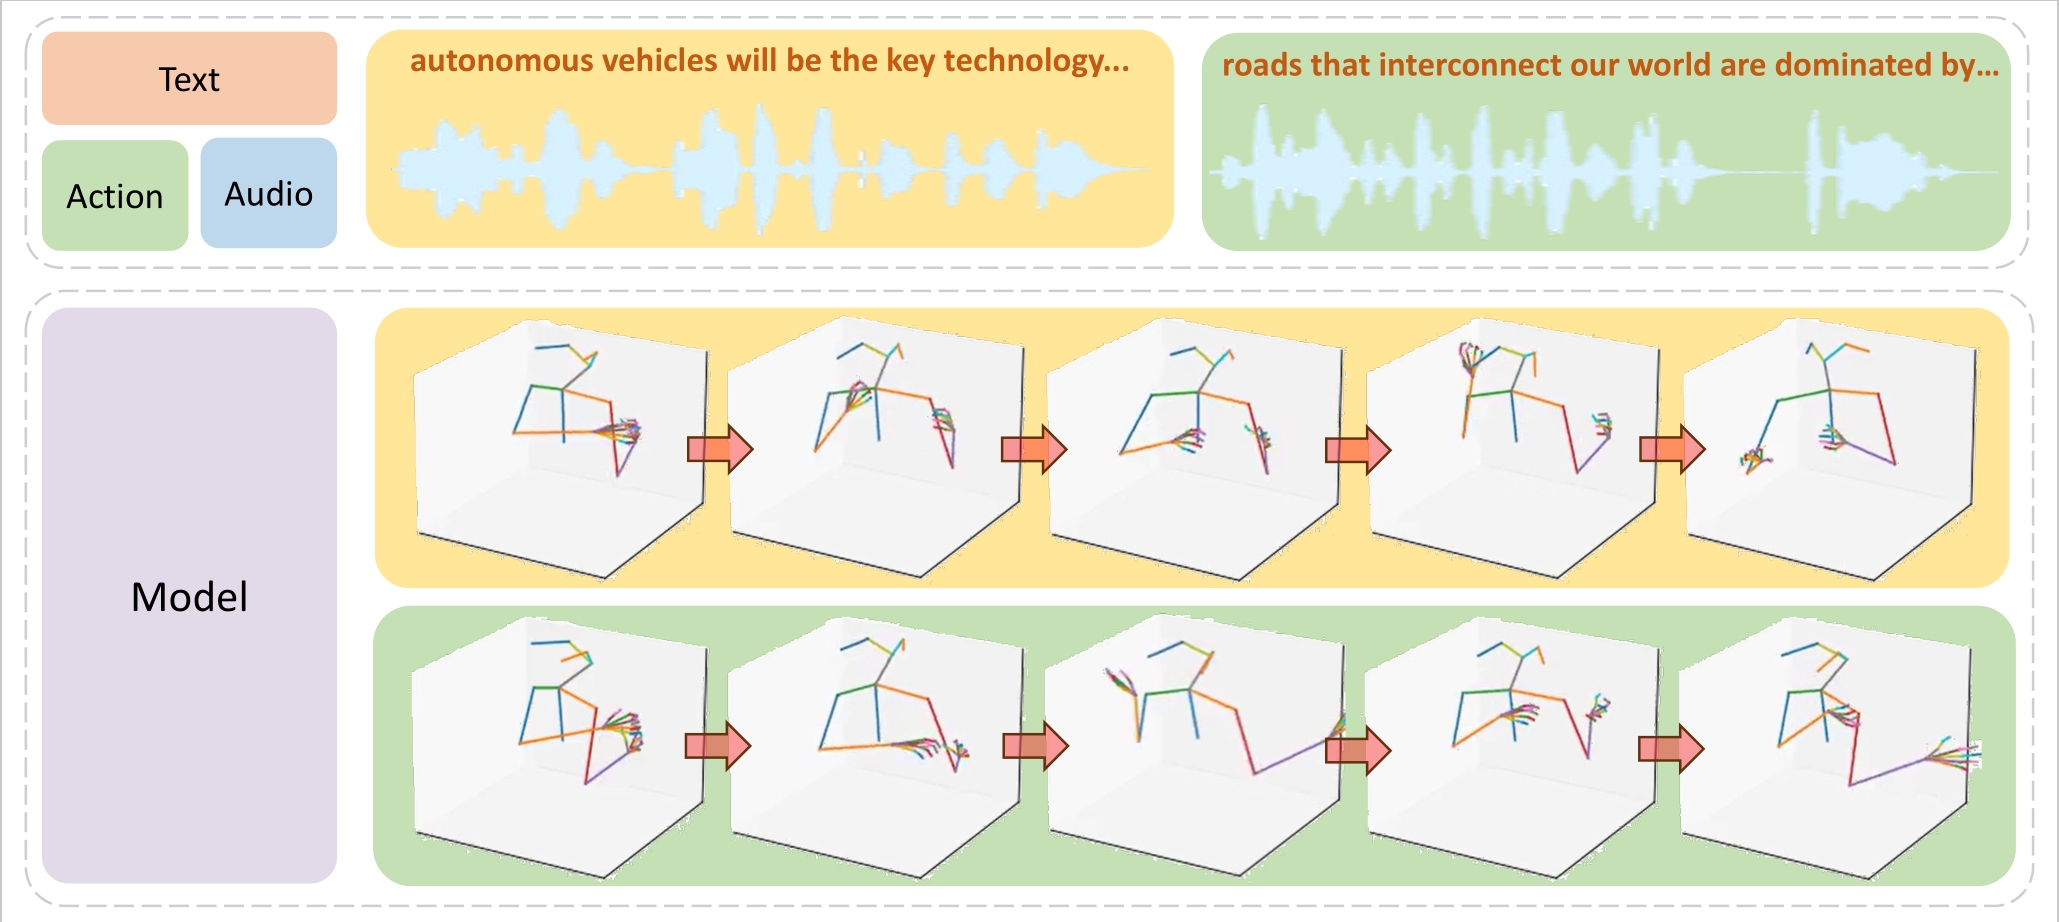 Text
Action
Audio
autonomous vehicles will be the key technology...
roads that interconnect our world are dominated by...
Model